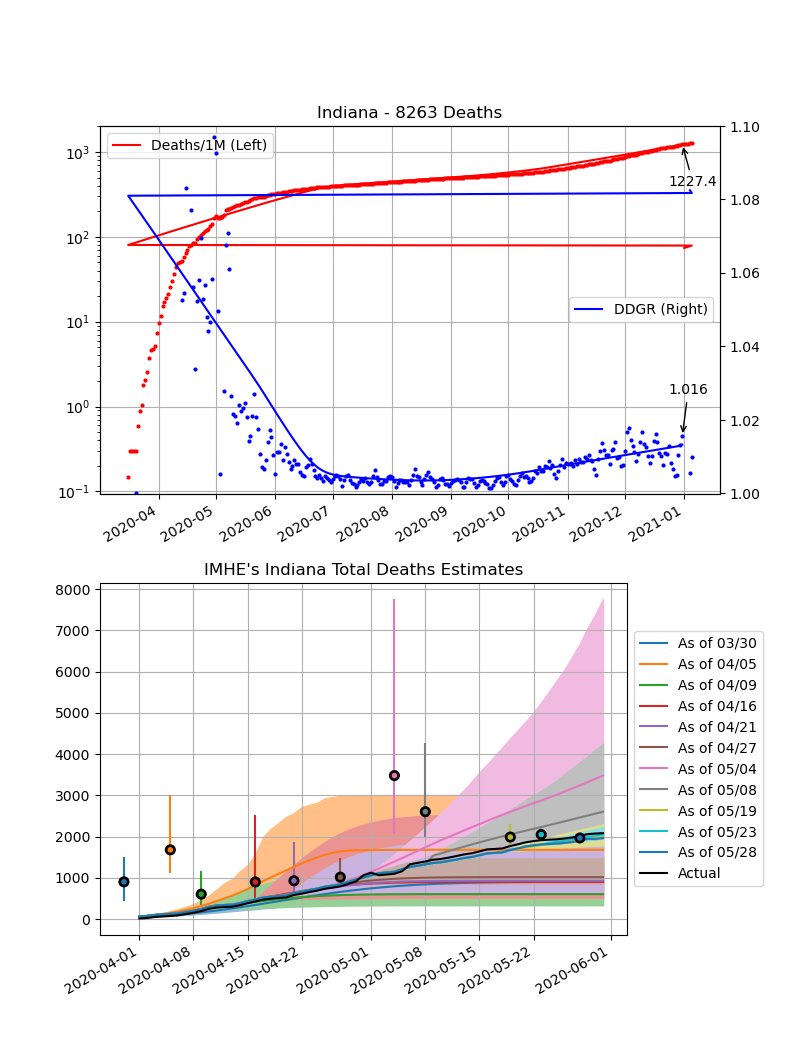 Indiana - 8263 Deaths
Deaths/1M (Left)
DDGR (Right)
1227.4
1.016
10³
10²
10¹
10⁰
10⁻¹
1.10
1.08
1.06
1.04
1.02
1.00
2020-04
2020-05
2020-06
2020-07
2020-08
2020-09
2020-10
2020-11
2020-12
2021-01
IMHE's Indiana Total Deaths Estimates
8000
7000
6000
5000
4000
3000
2000
1000
0
2020-04-01
2020-04-08
2020-04-15
2020-04-22
2020-05-01
2020-05-08
2020-05-15
2020-05-22
2020-06-01
As of 03/30
As of 04/05
As of 04/09
As of 04/16
As of 04/21
As of 04/27
As of 05/04
As of 05/08
As of 05/19
As of 05/23
As of 05/28
Actual